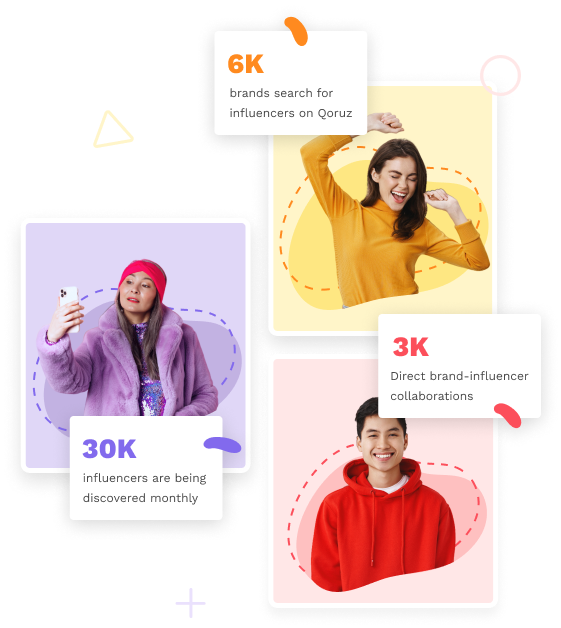 6K
brands search for
influencers on Qoruz
3K
Direct brand-influencer
collaborations
30K
influencers are being
discovered monthly